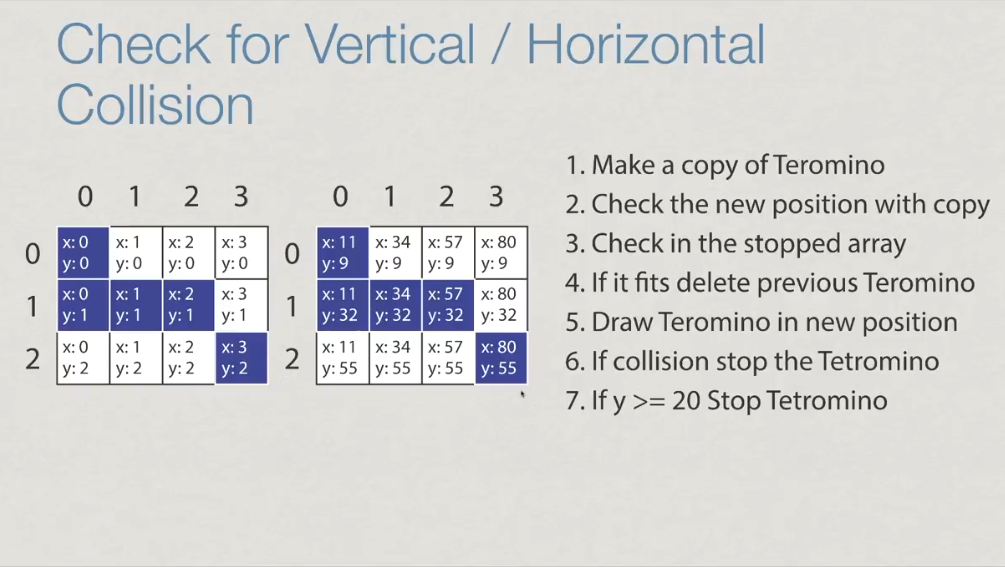 Check for Vertical / Horizontal
Collision
0 1 2 3
0 x: 0 y: 0 x: 1 y: 0 x: 2 y: 0 x: 3 y: 0
1 x: 0 y: 1 x: 1 y: 1 x: 2 y: 1 x: 3 y: 1
2 x: 0 y: 2 x: 1 y: 2 x: 2 y: 2 x: 3 y: 2
0 1 2 3
0 x: 11 y: 9 x: 34 y: 9 x: 57 y: 9 x: 80 y: 9
1 x: 11 y: 32 x: 34 y: 32 x: 57 y: 32 x: 80 y: 32
2 x: 11 y: 55 x: 34 y: 55 x: 57 y: 55 x: 80 y: 55
1. Make a copy of Teromino
2. Check the new position with copy
3. Check in the stopped array
4. If it fits delete previous Teromino
5. Draw Teromino in new position
6. If collision stop the Tetromino
7. If y >= 20 Stop Tetromino